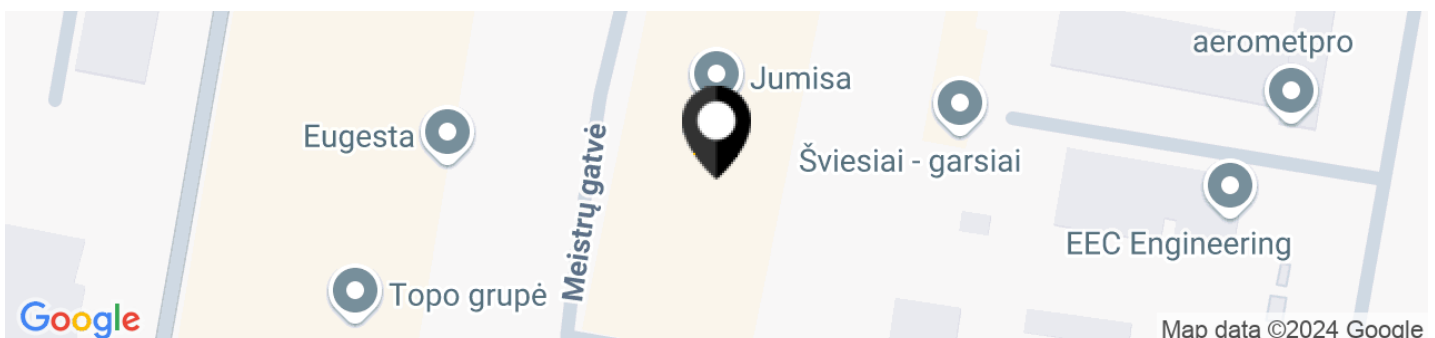 aerometpro
Jumisa
Eugesta
Šviesiai - garsiai
Meistrų gatvė
EEC Engineering
Topo grupė
Google
Map data ©2024 Google